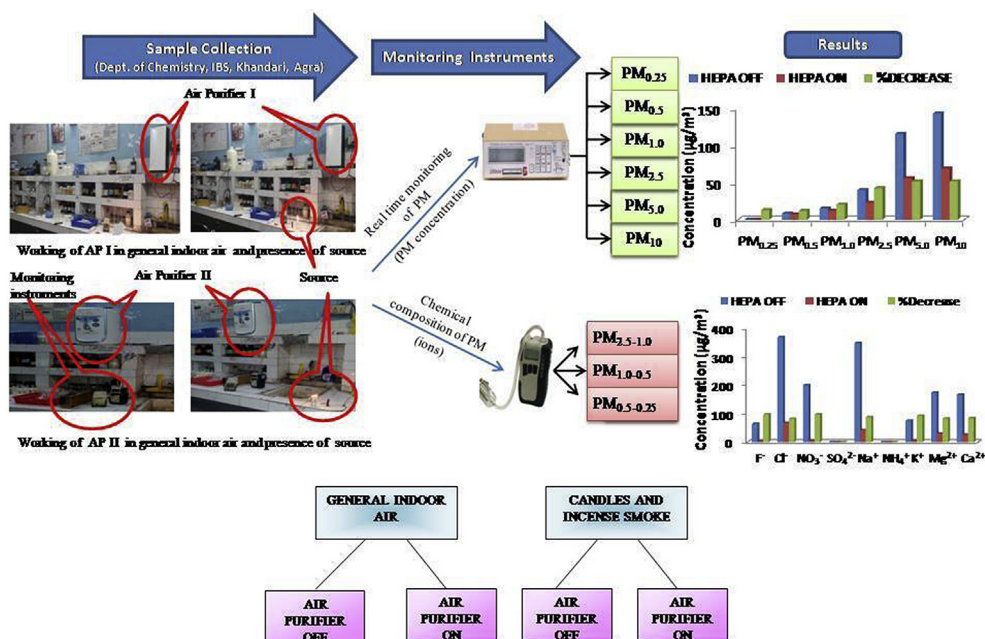 Sample Collection
(Dept. of Chemistry, IBS, Khandari, Agra)
Monitoring Instruments
Results
Air Purifier I
Working of AP I in general indoor air and presence of source
Monitoring
instruments
Air Purifier II
Source
Working of AP II in general indoor air and presence of source
Real time monitoring
of PM
(PM concentration)
Chemical
composition of PM
(ions)
PM0.25
PM0.5
PM1.0
PM2.5
PM5.0
PM10
PM2.5-1.0
PM1.0-0.5
PM0.5-0.25
HEPA OFF HEPA ON %DECREASE
Concentration (µg/m³)
150
100
50
0
PM0.25 PM0.5 PM1.0 PM2.5 PM5.0 PM10
HEPA OFF HEPA ON %Decrease
Concentration (µg/m³)
400
300
200
100
0
F⁻ Cl⁻ NO₃⁻ SO₄²⁻ Na⁺ NH₄⁺ K⁺ Mg²⁺ Ca²⁺
GENERAL INDOOR
AIR
CANDLES AND
INCENSE SMOKE
AIR
PURIFIER
OFF
AIR
PURIFIER
ON
AIR
PURIFIER
OFF
AIR
PURIFIER
ON